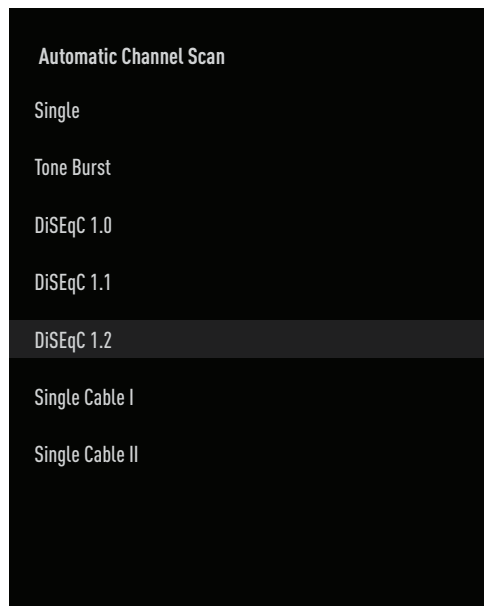 Automatic Channel Scan
Single
Tone Burst
DiSEqC 1.0
DiSEqC 1.1
DiSEqC 1.2
Single Cable I
Single Cable II